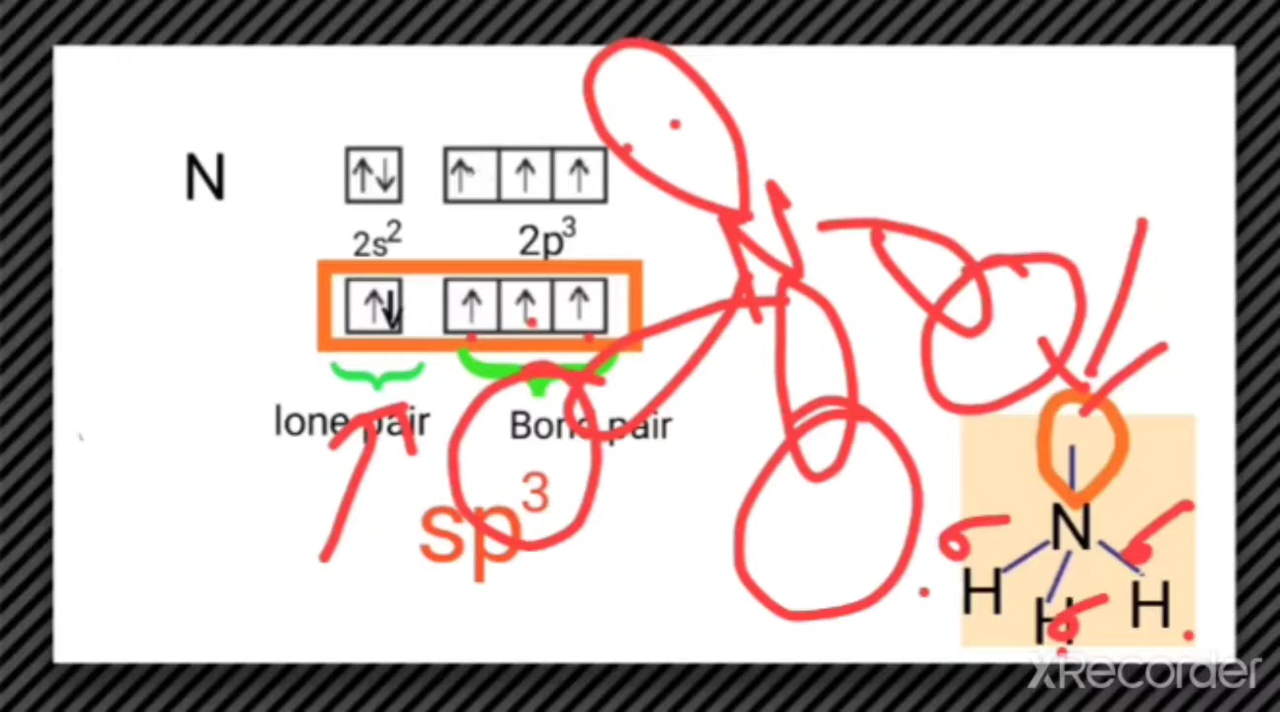 N
2s² 2p³
lone pair Bond pair
sp³
N
N
σ σ
H H H
σ
XRecorder